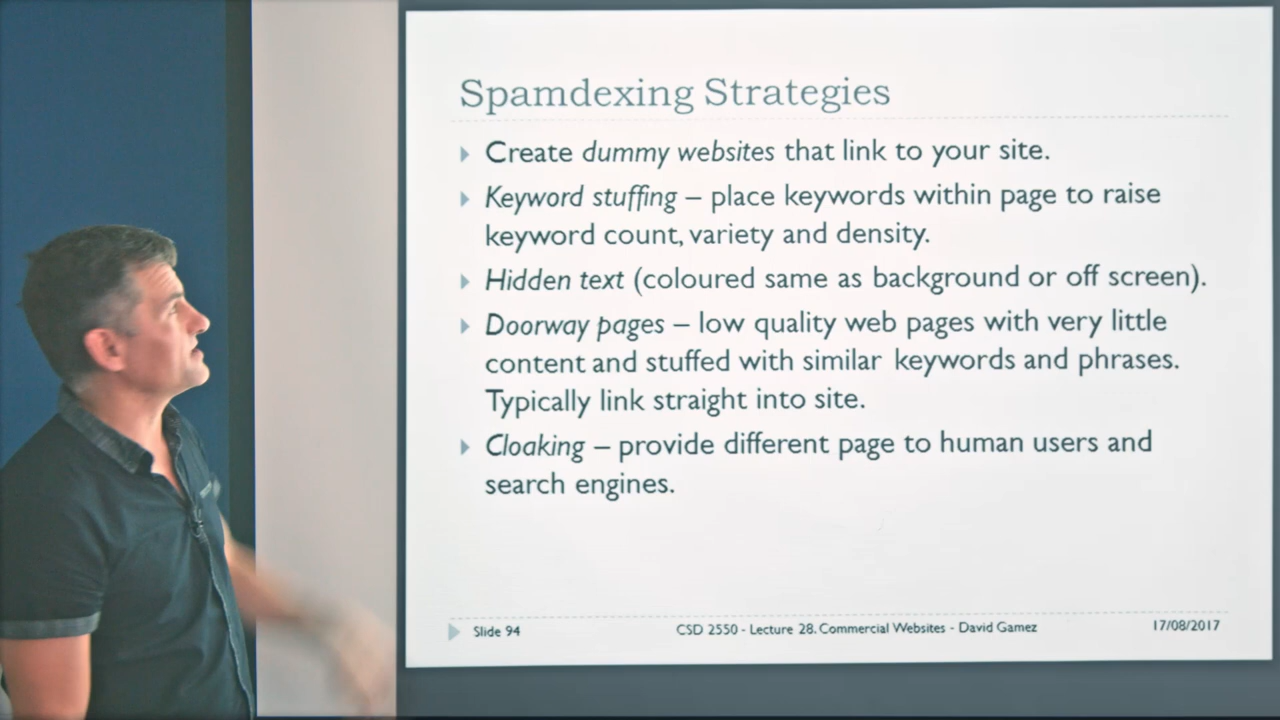 Spamdexing Strategies
Create dummy websites that link to your site.
Keyword stuffing – place keywords within page to raise
keyword count, variety and density.
Hidden text (coloured same as background or off screen).
Doorway pages – low quality web pages with very little
content and stuffed with similar keywords and phrases.
Typically link straight into site.
Cloaking – provide different page to human users and
search engines.
Slide 94
CSD 2550 - Lecture 28. Commercial Websites - David Gamez
17/08/2017